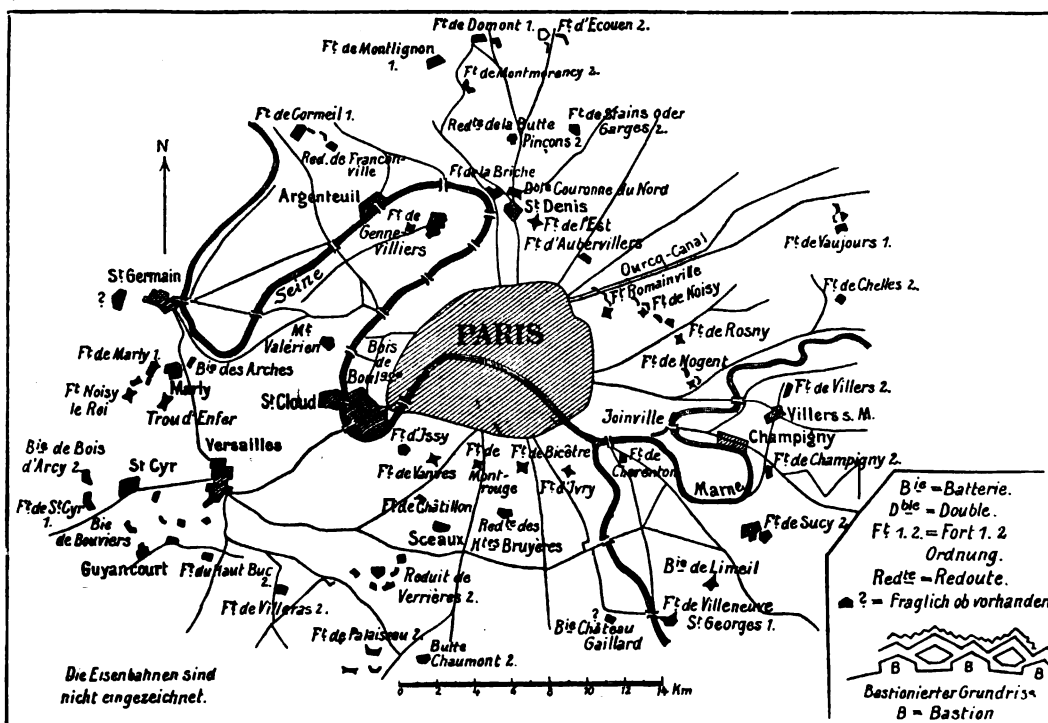 Ft. de Domont 1.
Ft. d'Ecouen 2.
D
Ft. de Montlignon
1.
Ft. de Montmorency 2.
Ft. de Cormeil 1.
Redte de la Butte
Pinçons 2
Ft. de Stains oder
Garges 2.
N
Red. de Franconville
Ft. de la Briche
Dble Couronne du Nord
Argenteuil
St. Denis
Ft. de
Gennevilliers
Ft. de l'Est
Ft. d'Aubervillers
Ft. de Vaujours 1.
Ourcq-Canal
St. Germain
?
Seine
Ft. Romainville
Ft. de Noisy
Ft. de Chelles 2.
PARIS
Mt.
Valérien
Bois
de
Boulgne
Ft. de Rosny
Ft. de Marly 1.
Bie des Arches
Ft. de Nogent
Ft. Noisy
le Roi
Marly
Trou d'Enfer
St. Cloud
Ft. de Villers 2.
Joinville
Villers s. M.
Champigny
Bie de Bois
d'Arcy 2.
St. Cyr
Versailles
Ft. d'Issy
Ft. de Vanves
Ft. de
Montrouge
Ft. de Bicêtre
Ft. d'Ivry
Ft. de
Charenton
Ft. de Champigny 2.
Marne
Ft. de St. Cyr
1.
Bie
de Bouviers
Ft. de Châtillon
Sceaux
Redte des
Htes Bruyères
Ft. de Sucy 2
Guyancourt
Ft. du Haut Buc
2.
Ft. de Villeras 2.
Reduit de
Verrières 2.
Bie de Limeil
Ft. de Villeneuve
St. Georges 1.
?
Bie Château
Gaillard
Ft. de Palaiseau 2.
Butte
Chaumont 2.
Die Eisenbahnen sind
nicht eingezeichnet.
0 2 4 6 8 10 12 14 Km
Bie = Batterie.
Dble = Double.
Ft. 1. 2. = Fort 1. 2
Ordnung.
Redte = Redoute.
? = Fraglich ob vorhanden
B B B
Bastionierter Grundriss
B = Bastion